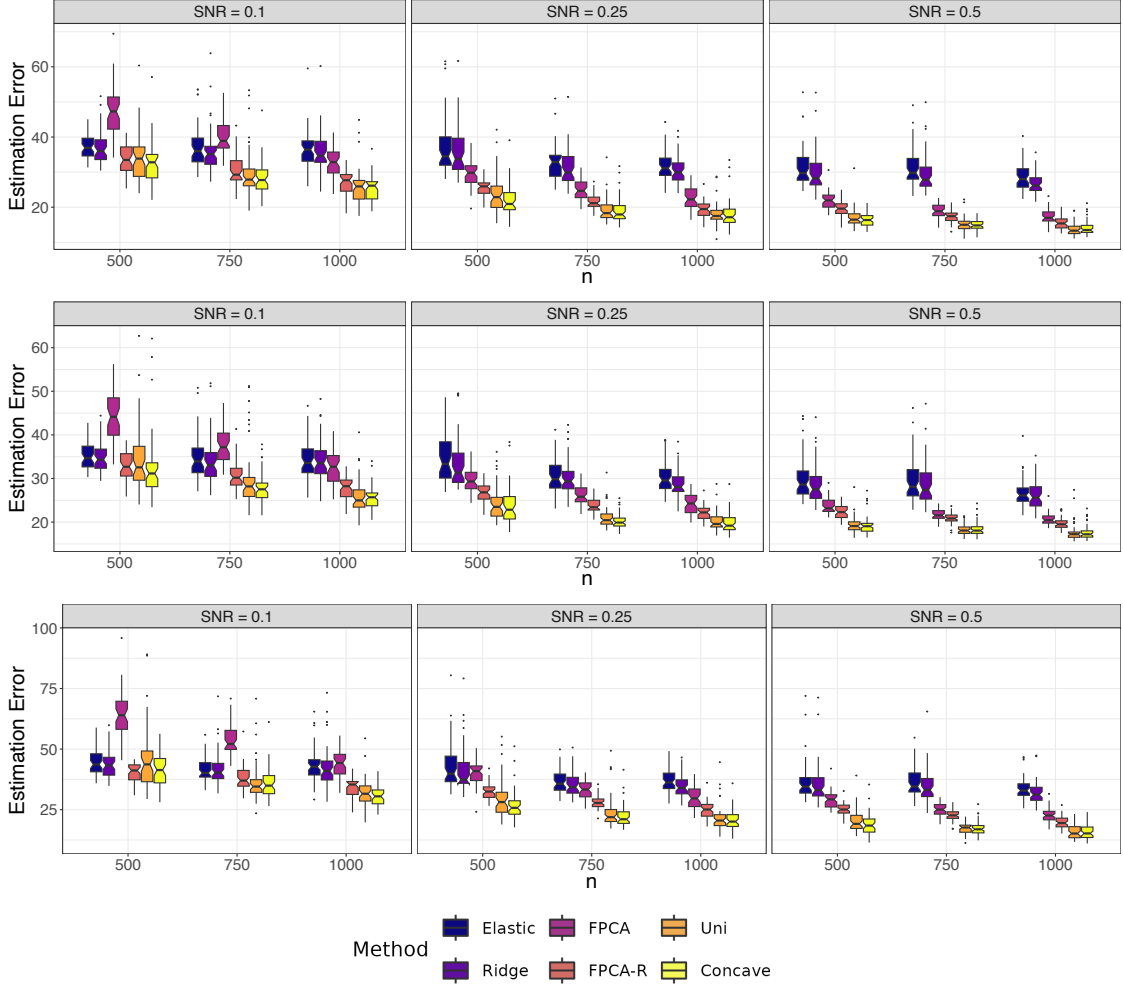 SNR = 0.1 SNR = 0.25 SNR = 0.5
Estimation Error
60
40
20
500 750 1000 500 750 1000 500 750 1000
n
SNR = 0.1 SNR = 0.25 SNR = 0.5
Estimation Error
60
50
40
30
20
500 750 1000 500 750 1000 500 750 1000
n
SNR = 0.1 SNR = 0.25 SNR = 0.5
Estimation Error
100
75
50
25
500 750 1000 500 750 1000 500 750 1000
n
Method
Elastic FPCA Uni
Ridge FPCA-R Concave